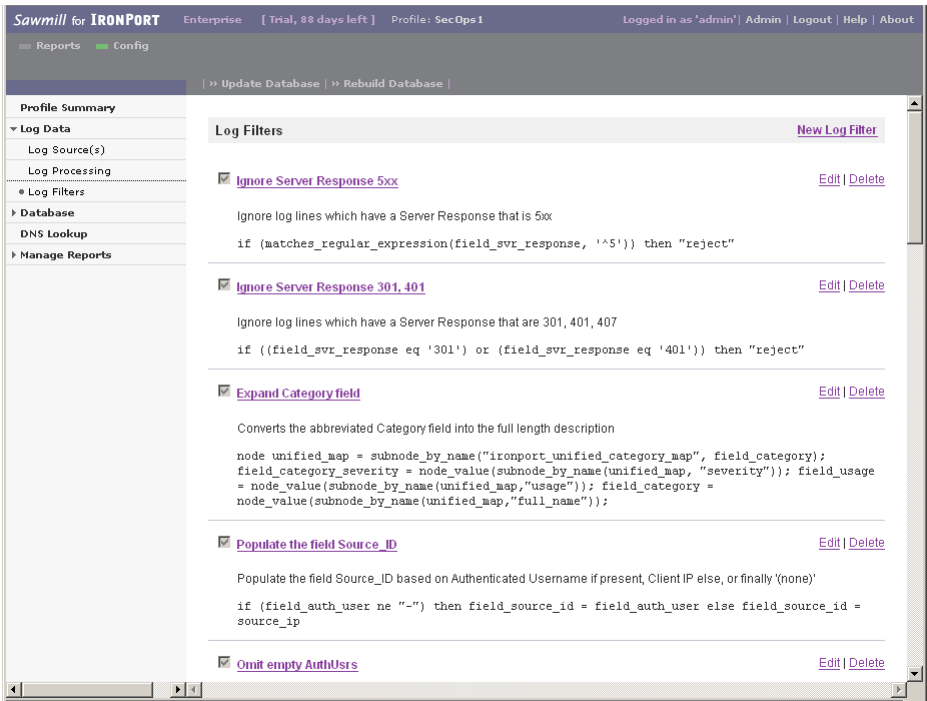 Sawmill for IRONPORT Enterprise [ Trial, 88 days left ] Profile: SecOps1 Logged in as 'admin' | Admin | Logout | Help | About
Reports Config
| » Update Database | » Rebuild Database |
Profile Summary
Log Data
Log Source(s)
Log Processing
Log Filters
Database
DNS Lookup
Manage Reports
Log Filters New Log Filter
Ignore Server Response 5xx Edit | Delete
Ignore log lines which have a Server Response that is 5xx
if (matches_regular_expression(field_svr_response, '^5')) then "reject"
Ignore Server Response 301, 401 Edit | Delete
Ignore log lines which have a Server Response that are 301, 401, 407
if ((field_svr_response eq '301') or (field_svr_response eq '401')) then "reject"
Expand Category field Edit | Delete
Converts the abbreviated Category field into the full length description
node unified_map = subnode_by_name("ironport_unified_category_map", field_category);
field_category_severity = node_value(subnode_by_name(unified_map, "severity")); field_usage
= node_value(subnode_by_name(unified_map,"usage")); field_category =
node_value(subnode_by_name(unified_map,"full_name"));
Populate the field Source_ID Edit | Delete
Populate the field Source_ID based on Authenticated Username if present, Client IP else, or finally '(none)'
if (field_auth_user ne "-") then field_source_id = field_auth_user else field_source_id =
source_ip
Omit empty AuthUsrs Edit | Delete